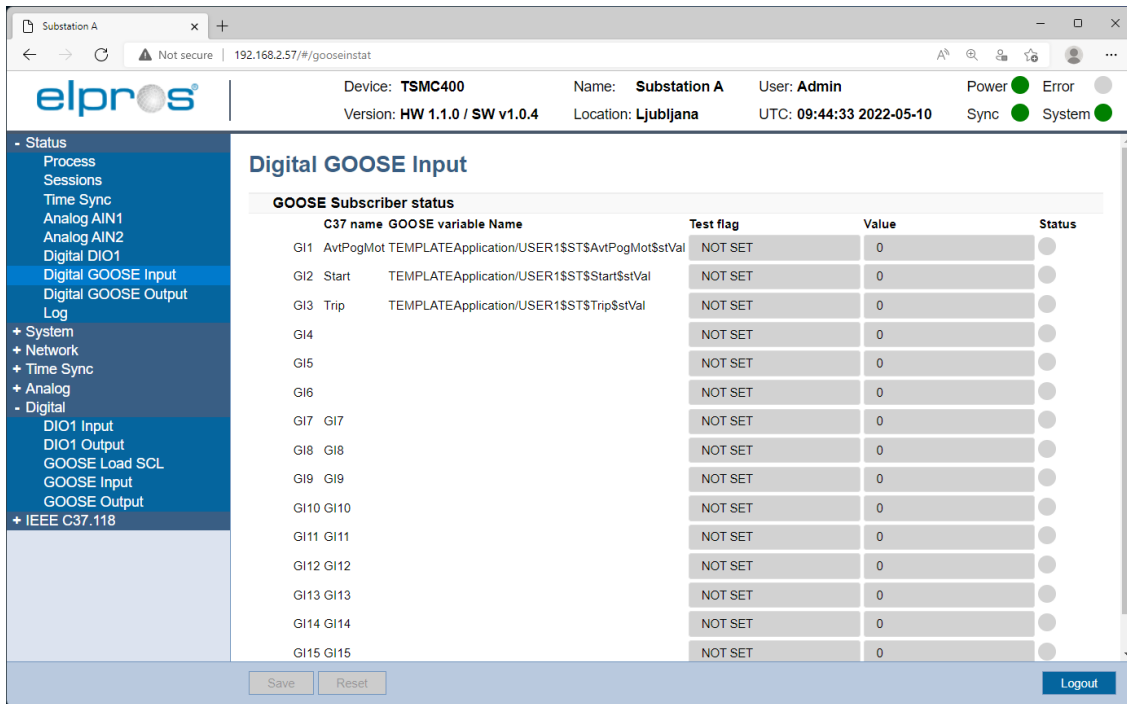 Substation A
Not secure | 192.168.2.57/#/gooseinstat
elpros
Device: TSMC400 Name: Substation A User: Admin Power Error
Version: HW 1.1.0 / SW v1.0.4 Location: Ljubljana UTC: 09:44:33 2022-05-10 Sync System
- Status
Process
Sessions
Time Sync
Analog AIN1
Analog AIN2
Digital DIO1
Digital GOOSE Input
Digital GOOSE Output
Log
+ System
+ Network
+ Time Sync
+ Analog
- Digital
DIO1 Input
DIO1 Output
GOOSE Load SCL
GOOSE Input
GOOSE Output
+ IEEE C37.118
Digital GOOSE Input
GOOSE Subscriber status
C37 name GOOSE variable Name Test flag Value Status
GI1 AvtPogMot TEMPLATEApplication/USER1$ST$AvtPogMot$stVal NOT SET 0
GI2 Start TEMPLATEApplication/USER1$ST$Start$stVal NOT SET 0
GI3 Trip TEMPLATEApplication/USER1$ST$Trip$stVal NOT SET 0
GI4 NOT SET 0
GI5 NOT SET 0
GI6 NOT SET 0
GI7 GI7 NOT SET 0
GI8 GI8 NOT SET 0
GI9 GI9 NOT SET 0
GI10 GI10 NOT SET 0
GI11 GI11 NOT SET 0
GI12 GI12 NOT SET 0
GI13 GI13 NOT SET 0
GI14 GI14 NOT SET 0
GI15 GI15 NOT SET 0
Save Reset Logout